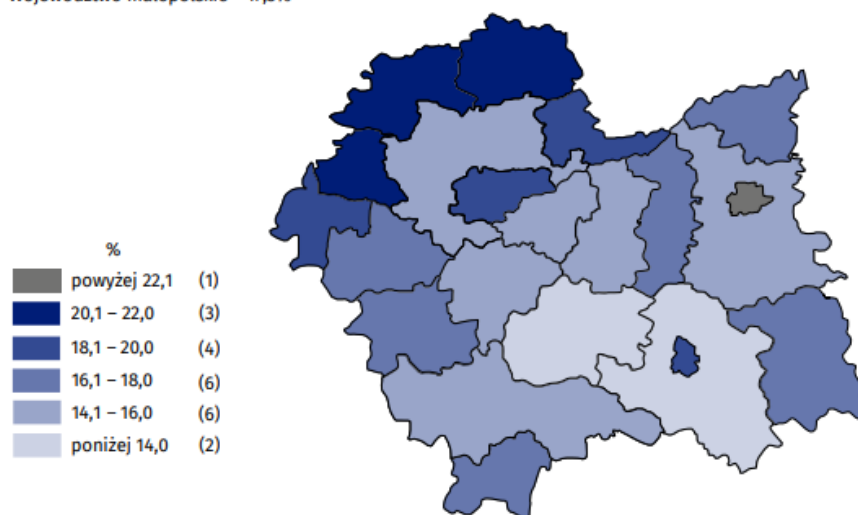 %
powyżej 22,1 (1)
20,1 – 22,0 (3)
18,1 – 20,0 (4)
16,1 – 18,0 (6)
14,1 – 16,0 (6)
poniżej 14,0 (2)